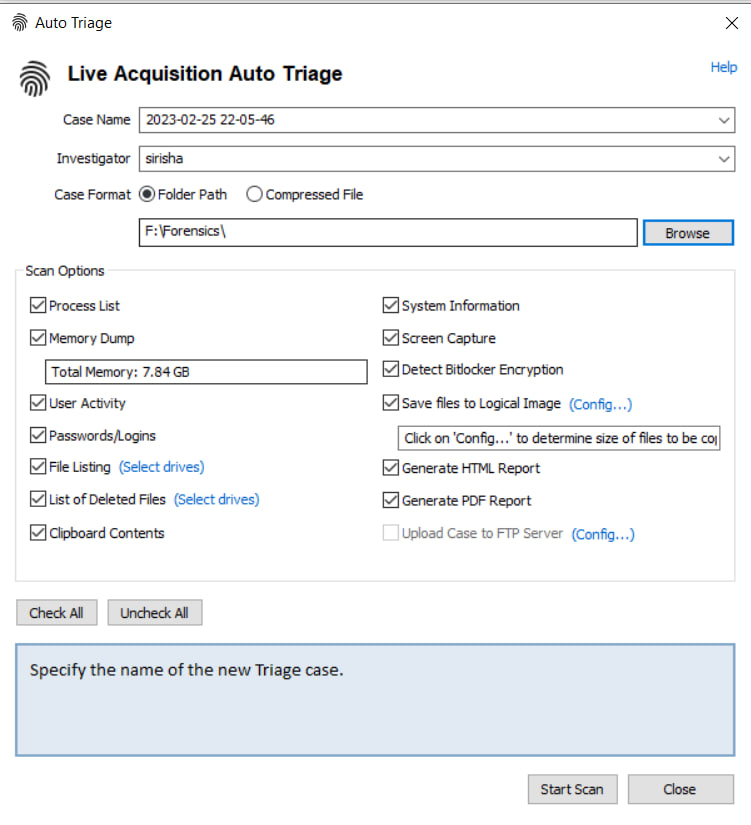 Auto Triage
Live Acquisition Auto Triage
Help
Case Name 2023-02-25 22-05-46
Investigator sirisha
Case Format Folder Path Compressed File
F:\Forensics\ Browse
Scan Options
Process List
System Information
Memory Dump
Screen Capture
Total Memory: 7.84 GB
Detect Bitlocker Encryption
User Activity
Save files to Logical Image (Config...)
Passwords/Logins
Click on 'Config...' to determine size of files to be co
File Listing (Select drives)
Generate HTML Report
List of Deleted Files (Select drives)
Generate PDF Report
Clipboard Contents
Upload Case to FTP Server (Config...)
Check All Uncheck All
Specify the name of the new Triage case.
Start Scan Close